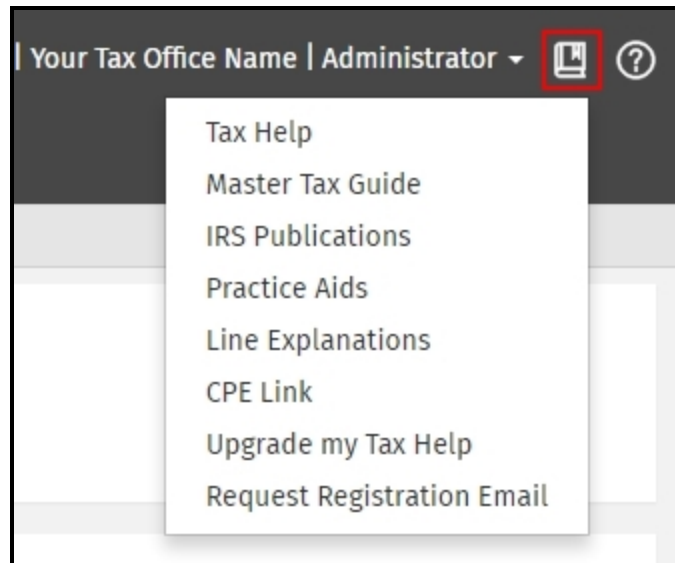 | Your Tax Office Name | Administrator
Tax Help
Master Tax Guide
IRS Publications
Practice Aids
Line Explanations
CPE Link
Upgrade my Tax Help
Request Registration Email